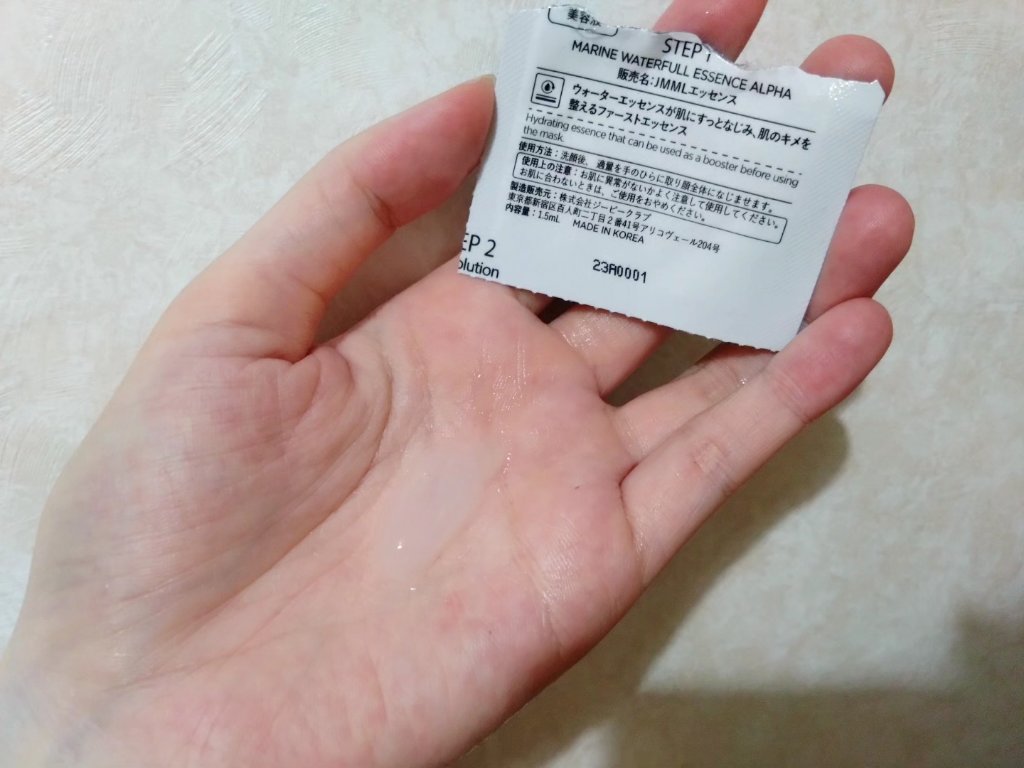 美容液
STEP 1
MARINE WATERFULL ESSENCE ALPHA
販売名:JMMLエッセンス
ウォーターエッセンスが肌にすっとなじみ、肌のキメを
整えるファーストエッセンス
Hydrating essence that can be used as a booster before using
the mask.
使用方法:洗顔後、適量を手のひらに取り顔全体になじませます。
使用上の注意:お肌に異常がないかよく注意して使用してください。
お肌に合わないときは、ご使用をおやめください。
製造販売元:株式会社ジーピークラブ
東京都新宿区百人町二丁目2番41号アリコヴェール204号
内容量:1.5mL MADE IN KOREA
EP 2
olution
23A0001